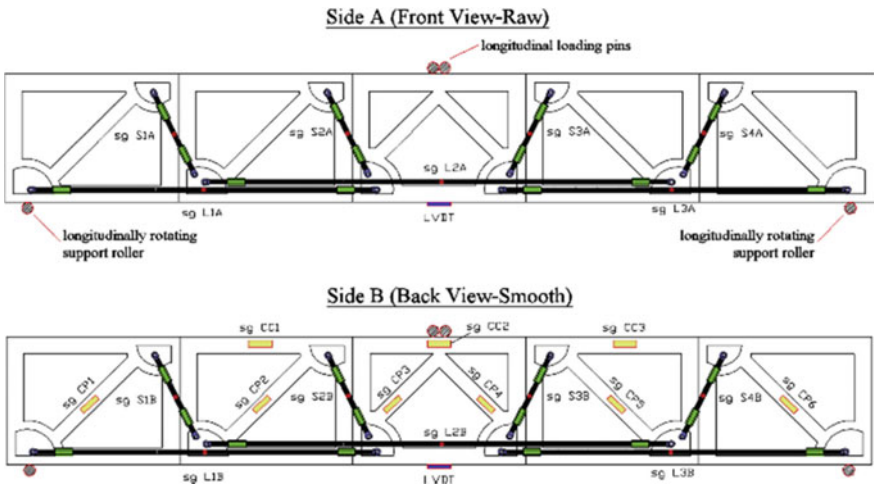 Side A (Front View-Raw)
longitudinal loading pins
sg S1A
sg S2A
sg L2A
sg S3A
sg S4A
sg L1A
LVDT
sg L3A
longitudinally rotating
support roller
longitudinally rotating
support roller
Side B (Back View-Smooth)
sg CC1
sg CC2
sg CC3
sg CP1
sg S1B
sg CP2
sg S2B
sg CP3
sg CP4
sg L2B
sg S3B
sg CP5
sg S4B
sg CP6
sg L1B
LVDT
sg L3B